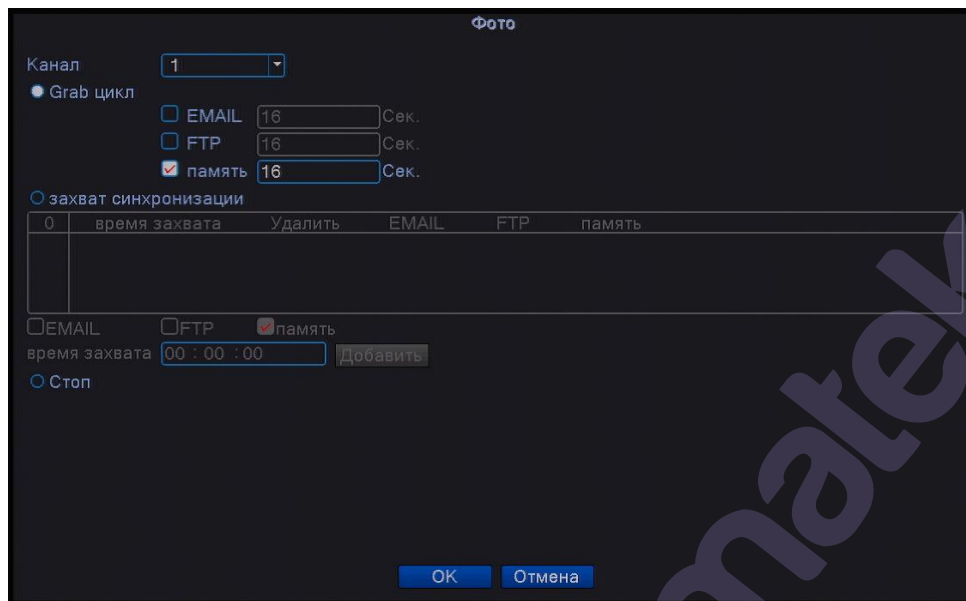 Фото
Канал 1
Grab цикл
EMAIL 16 Сек.
FTP 16 Сек.
память 16 Сек.
захват синхронизации
0 время захвата Удалить EMAIL FTP память
EMAIL FTP память
время захвата 00 : 00 : 00 Добавить
Стоп
OK Отмена
matek